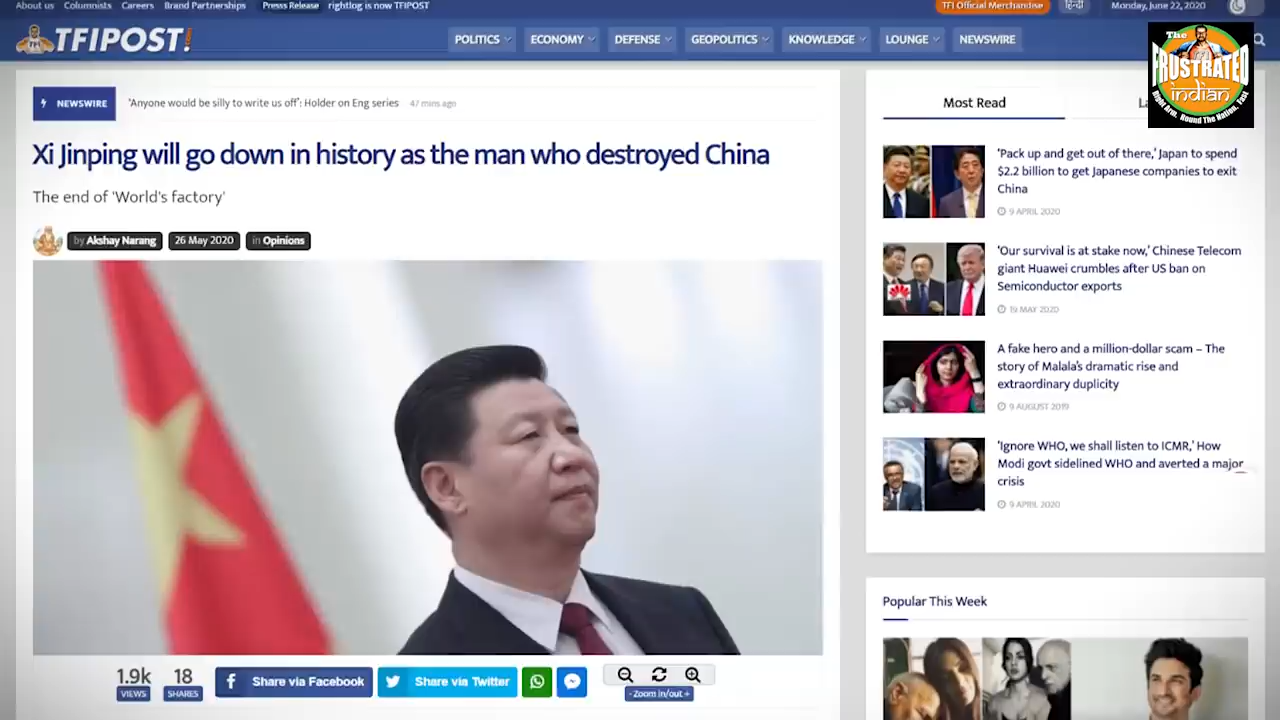 About us Columnists Careers Brand Partnerships Press Release rightlog is now TFIPOST TFI Official Merchandise हिन्दी Monday, June 22, 2020
TFIPOST! POLITICS ECONOMY DEFENSE GEOPOLITICS KNOWLEDGE LOUNGE NEWSWIRE
The
FRUSTRATED
indian
Right Arm, Round The Nation, Fast
NEWSWIRE "Anyone would be silly to write us off": Holder on Eng series 47 mins ago
Xi Jinping will go down in history as the man who destroyed China
The end of 'World's factory'
by Akshay Narang 26 May 2020 in Opinions
1.9k
VIEWS
18
SHARES
Share via Facebook
Share via Twitter
- Zoom in/out +
Most Read
'Pack up and get out of there,' Japan to spend
$2.2 billion to get Japanese companies to exit
China
9 APRIL 2020
'Our survival is at stake now,' Chinese Telecom
giant Huawei crumbles after US ban on
Semiconductor exports
19 MAY 2020
A fake hero and a million-dollar scam – The
story of Malala's dramatic rise and
extraordinary duplicity
9 AUGUST 2019
'Ignore WHO, we shall listen to ICMR,' How
Modi govt sidelined WHO and averted a major
crisis
9 APRIL 2020
Popular This Week